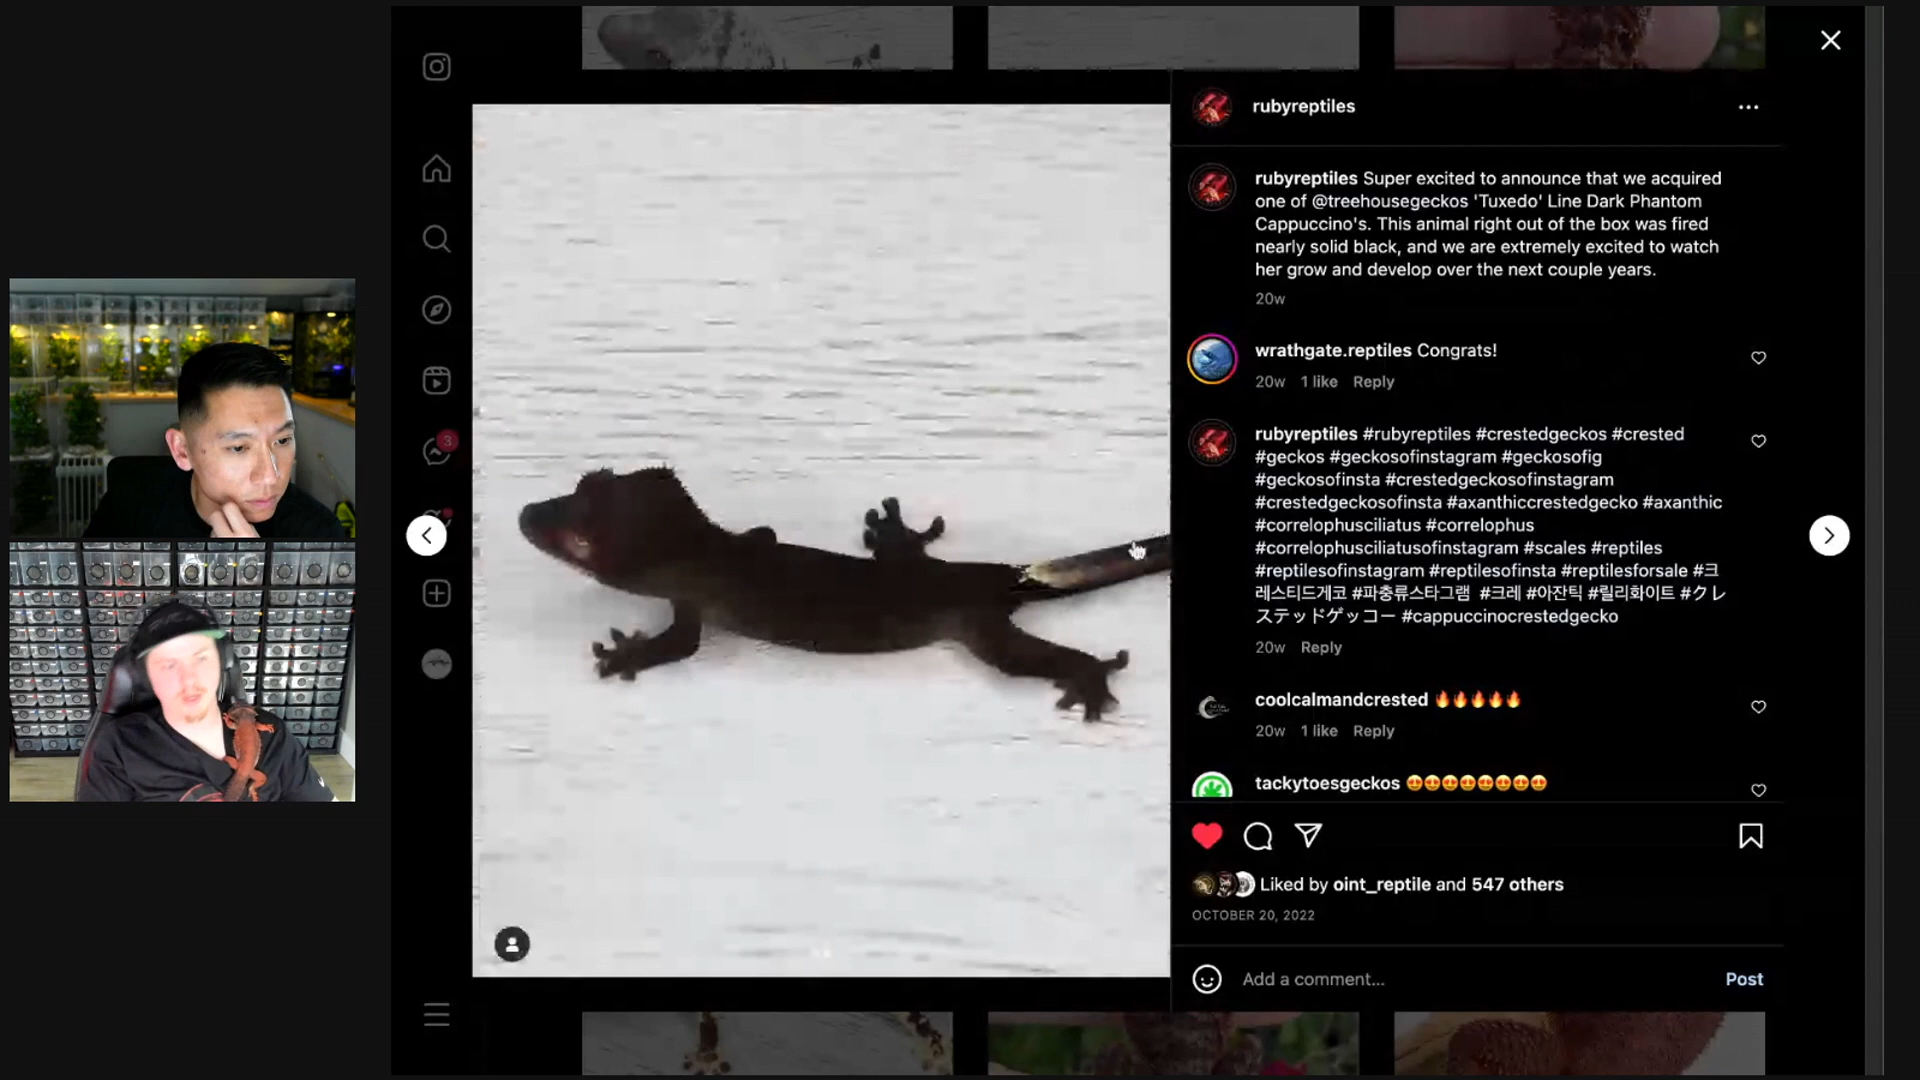 rubyreptiles
rubyreptiles Super excited to announce that we acquired
one of @treehousegeckos 'Tuxedo' Line Dark Phantom
Cappuccino's. This animal right out of the box was fired
nearly solid black, and we are extremely excited to watch
her grow and develop over the next couple years.
20w
wrathgate.reptiles Congrats!
20w 1 like Reply
rubyreptiles #rubyreptiles #crestedgeckos #crested
#geckos #geckosofinstagram #geckosofig
#geckosofinsta #crestedgeckosofinstagram
#crestedgeckosofinsta #axanthiccrestedgecko #axanthic
#correlophusciliatus #correlophus
#correlophusciliatusofinstagram #scales #reptiles
#reptilesofinstagram #reptilesofinsta #reptilesforsale #크
레스티드게코 #파충류스타그램 #크레 #아잔틱 #릴리화이트 #クレ
ステッドゲッコー #cappuccinocrestedgecko
20w Reply
coolcalmandcrested 🔥🔥🔥🔥🔥
20w 1 like Reply
tackytoesgeckos 😍😍😍😍😍😍😍😍
Liked by oint_reptile and 547 others
OCTOBER 20, 2022
Add a comment...
Post
3